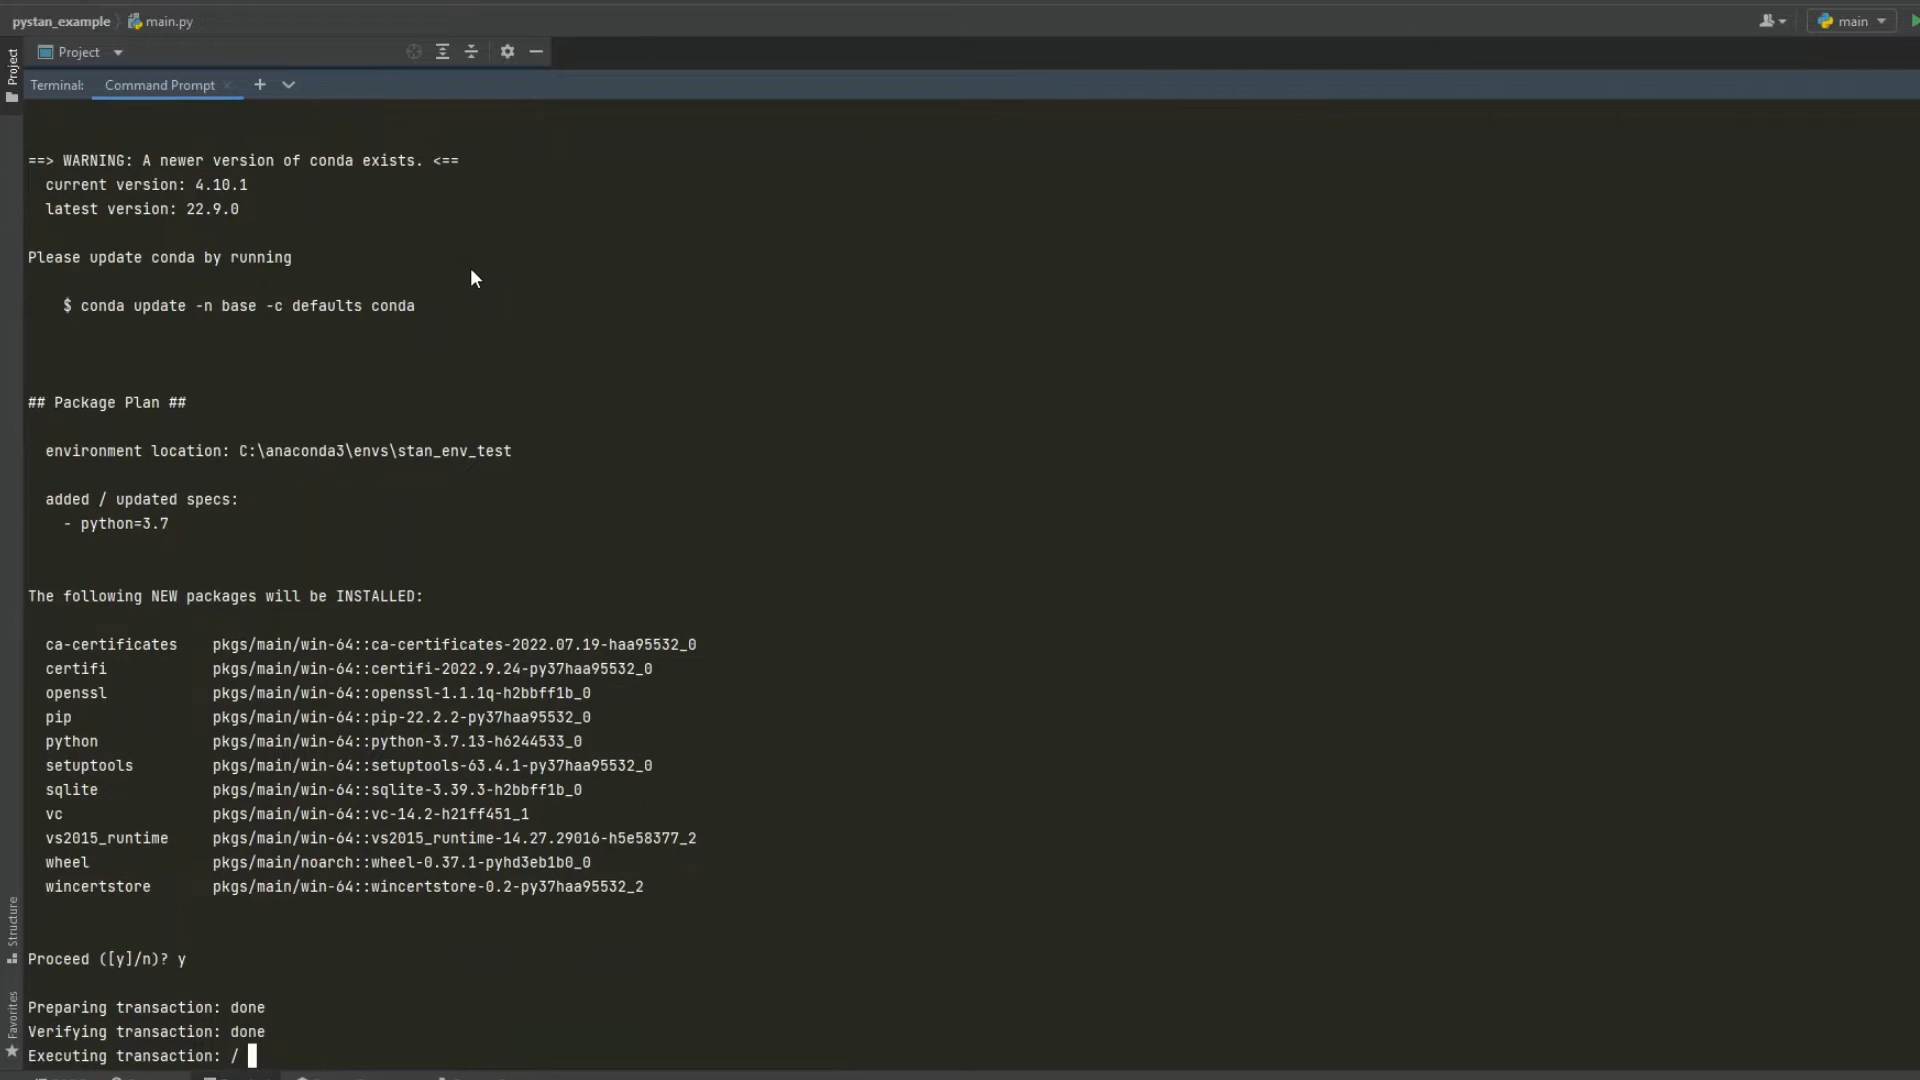 pystan_example main.py
main
Project
Project
Terminal: Command Prompt
==> WARNING: A newer version of conda exists. <==
current version: 4.10.1
latest version: 22.9.0
Please update conda by running
$ conda update -n base -c defaults conda
## Package Plan ##
environment location: C:\anaconda3\envs\stan_env_test
added / updated specs:
- python=3.7
The following NEW packages will be INSTALLED:
ca-certificates pkgs/main/win-64::ca-certificates-2022.07.19-haa95532_0
certifi pkgs/main/win-64::certifi-2022.9.24-py37haa95532_0
openssl pkgs/main/win-64::openssl-1.1.1q-h2bbff1b_0
pip pkgs/main/win-64::pip-22.2.2-py37haa95532_0
python pkgs/main/win-64::python-3.7.13-h6244533_0
setuptools pkgs/main/win-64::setuptools-63.4.1-py37haa95532_0
sqlite pkgs/main/win-64::sqlite-3.39.3-h2bbff1b_0
vc pkgs/main/win-64::vc-14.2-h21ff451_1
vs2015_runtime pkgs/main/win-64::vs2015_runtime-14.27.29016-h5e58377_2
wheel pkgs/main/noarch::wheel-0.37.1-pyhd3eb1b0_0
wincertstore pkgs/main/win-64::wincertstore-0.2-py37haa95532_2
Structure
Proceed ([y]/n)? y
Favorites
Preparing transaction: done
Verifying transaction: done
Executing transaction: /